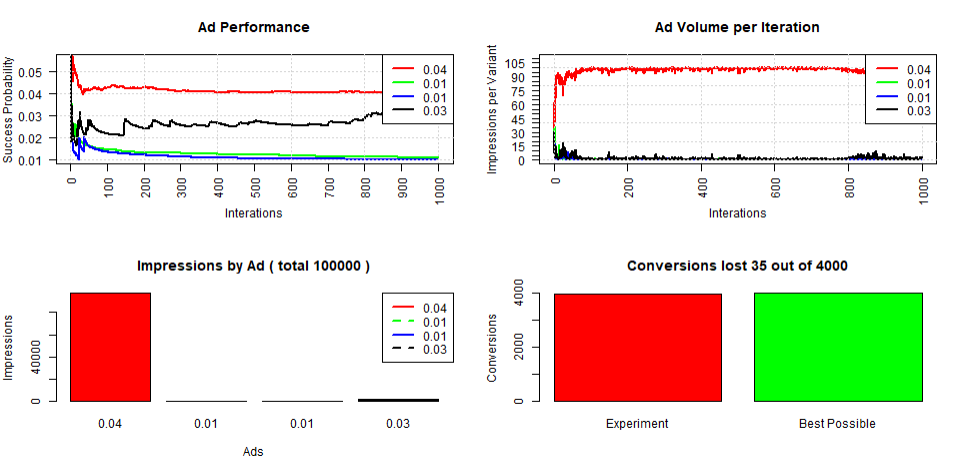 Ad Performance
Success Probability
0.05
0.04
0.03
0.02
0.01
0.04
0.01
0.01
0.03
0 100 200 300 400 500 600 700 800 900 1000
Interations
Ad Volume per Iteration
Impressions per Variant
105
90
75
60
45
30
15
0
0.04
0.01
0.01
0.03
0 200 400 600 800 1000
Interations
Impressions by Ad ( total 100000 )
Impressions
40000
0
0.04
0.01
0.01
0.03
0.04 0.01 0.01 0.03
Ads
Conversions lost 35 out of 4000
Conversions
4000
2000
0
Experiment Best Possible